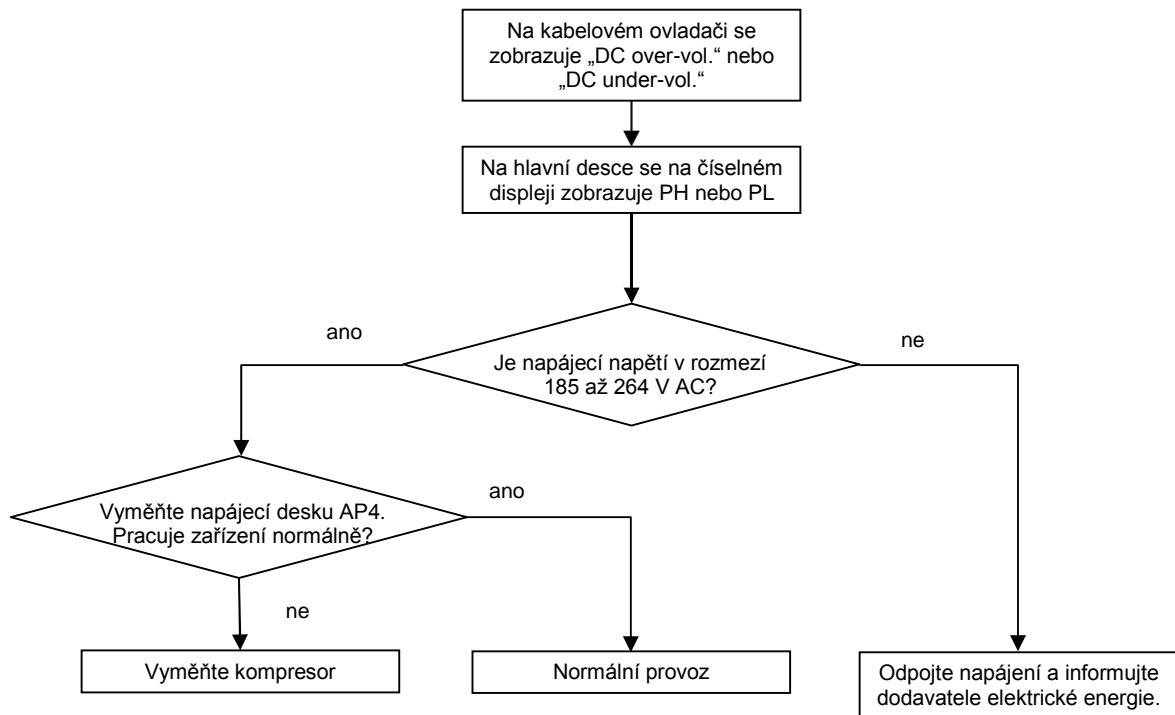 Na kabelovém ovladači se
zobrazuje „DC over-vol.“ nebo
„DC under-vol.“
Na hlavní desce se na číselném
displeji zobrazuje PH nebo PL
ano
ne
Je napájecí napětí v rozmezí
185 až 264 V AC?
Vyměňte napájecí desku AP4.
Pracuje zařízení normálně?
ano
ne
Vyměňte kompresor
Normální provoz
Odpojte napájení a informujte
dodavatele elektrické energie.